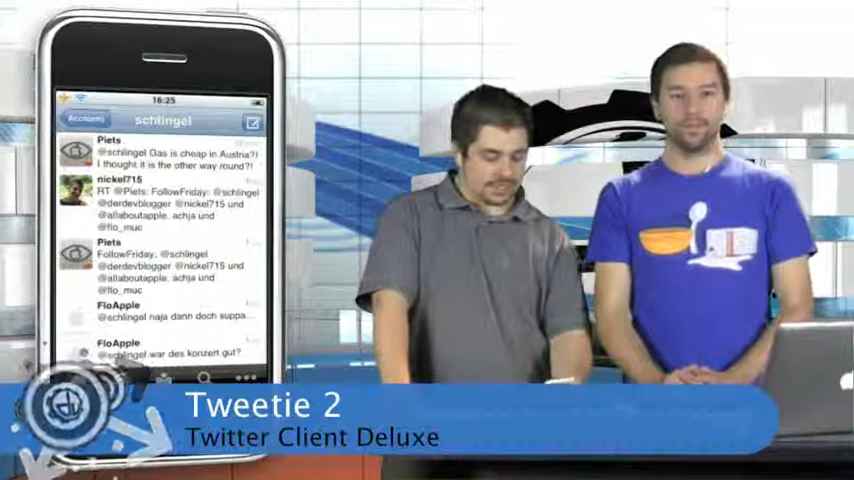 16:25
Accounts
schlingel
Piets
@schlingel Gas is cheap in Austria?!
I thought it is the other way round?!
nickel715
RT @Piets: FollowFriday: @schlingel
@derdevblogger @nickel715 und
@allaboutapple, achja und
@flo_muc
Piets
FollowFriday: @schlingel
@derdevblogger @nickel715 und
@allaboutapple, achja und
@flo_muc
FloApple
@schlingel naja dann doch suppa...
FloApple
@schlingel war des konzert gut?
Tweetie 2
Twitter Client Deluxe